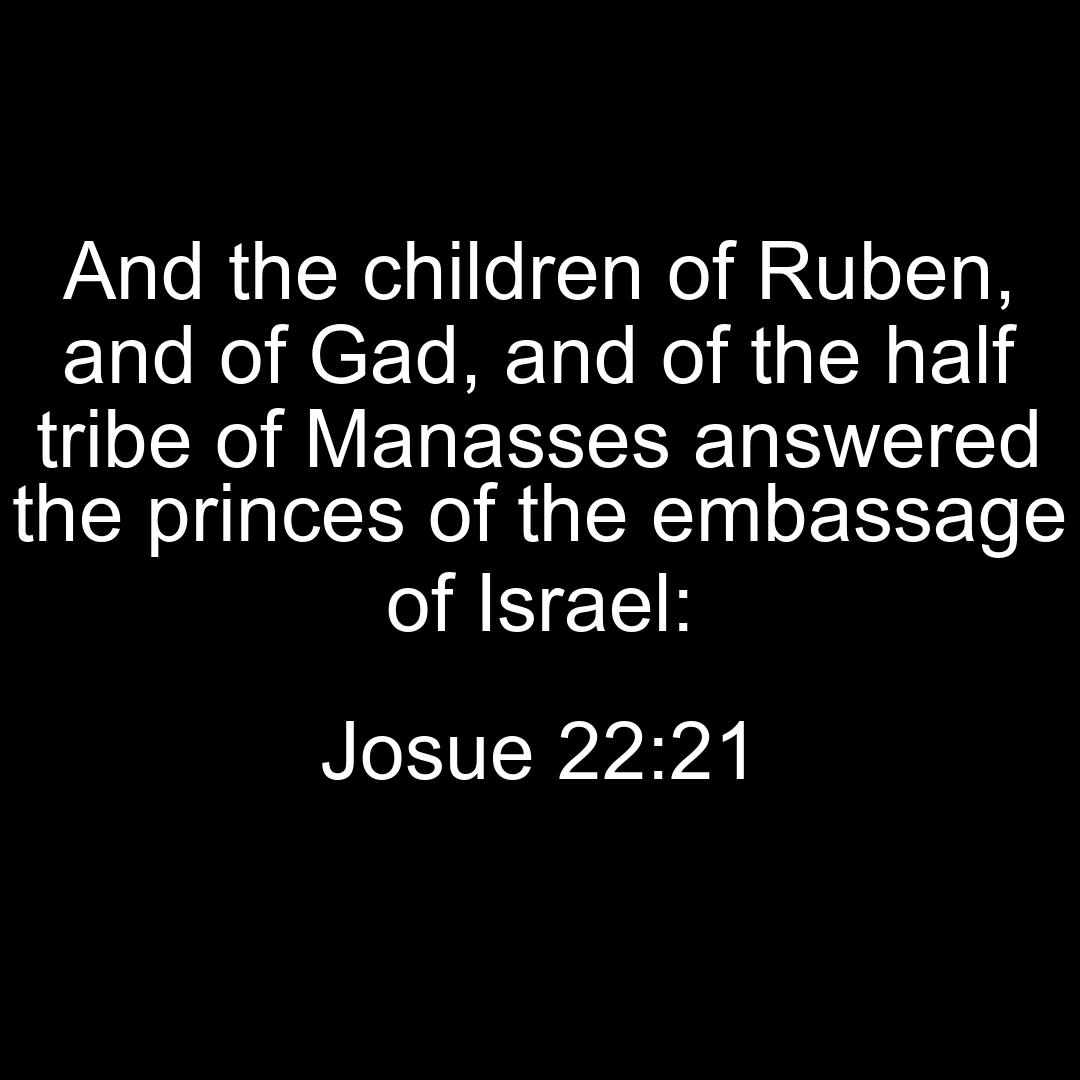 And the children of Ruben,
and of Gad, and of the half
tribe of Manasses answered
the princes of the embassage
of Israel:
Josue 22:21